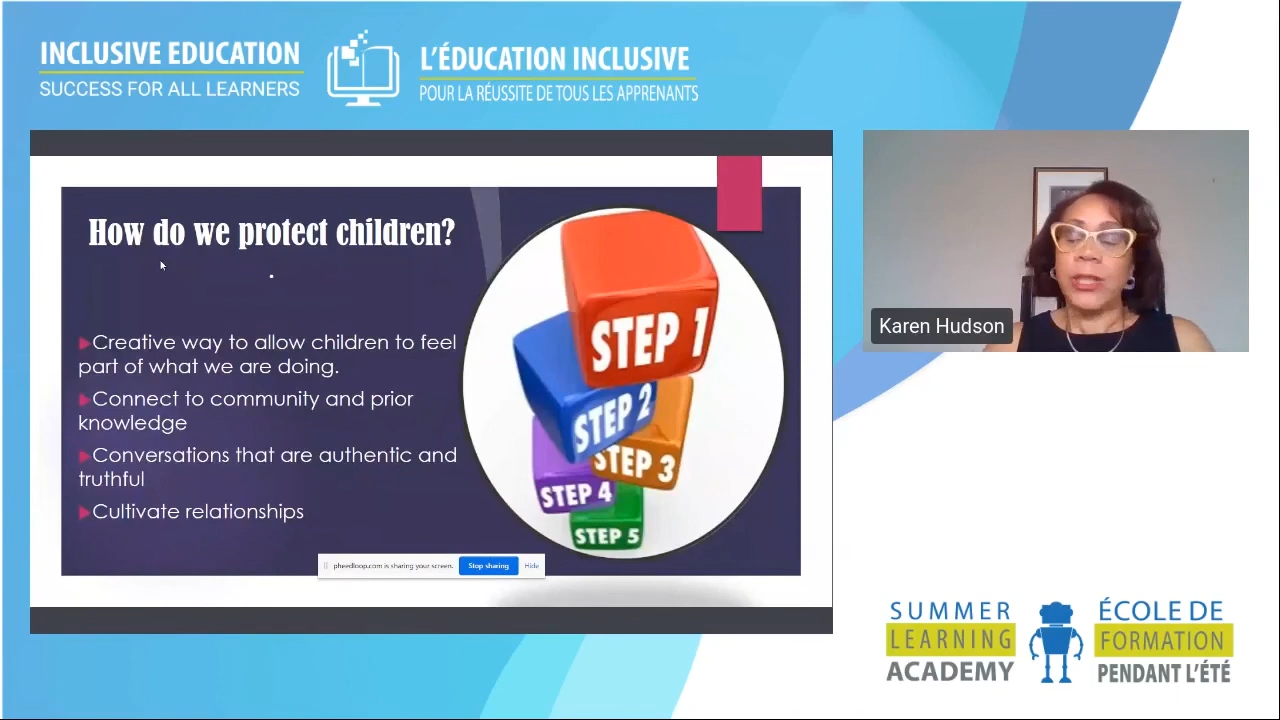 INCLUSIVE EDUCATION
SUCCESS FOR ALL LEARNERS
L'ÉDUCATION INCLUSIVE
POUR LA RÉUSSITE DE TOUS LES APPRENANTS
How do we protect children?
.
Creative way to allow children to feel
part of what we are doing.
Connect to community and prior
knowledge
Conversations that are authentic and
truthful
Cultivate relationships
STEP 1
STEP 2
STEP 3
STEP 4
STEP 5
pheedloop.com is sharing your screen.
Stop sharing
Hide
Karen Hudson
SUMMER
LEARNING
ACADEMY
ÉCOLE DE
FORMATION
PENDANT L'ÉTÉ